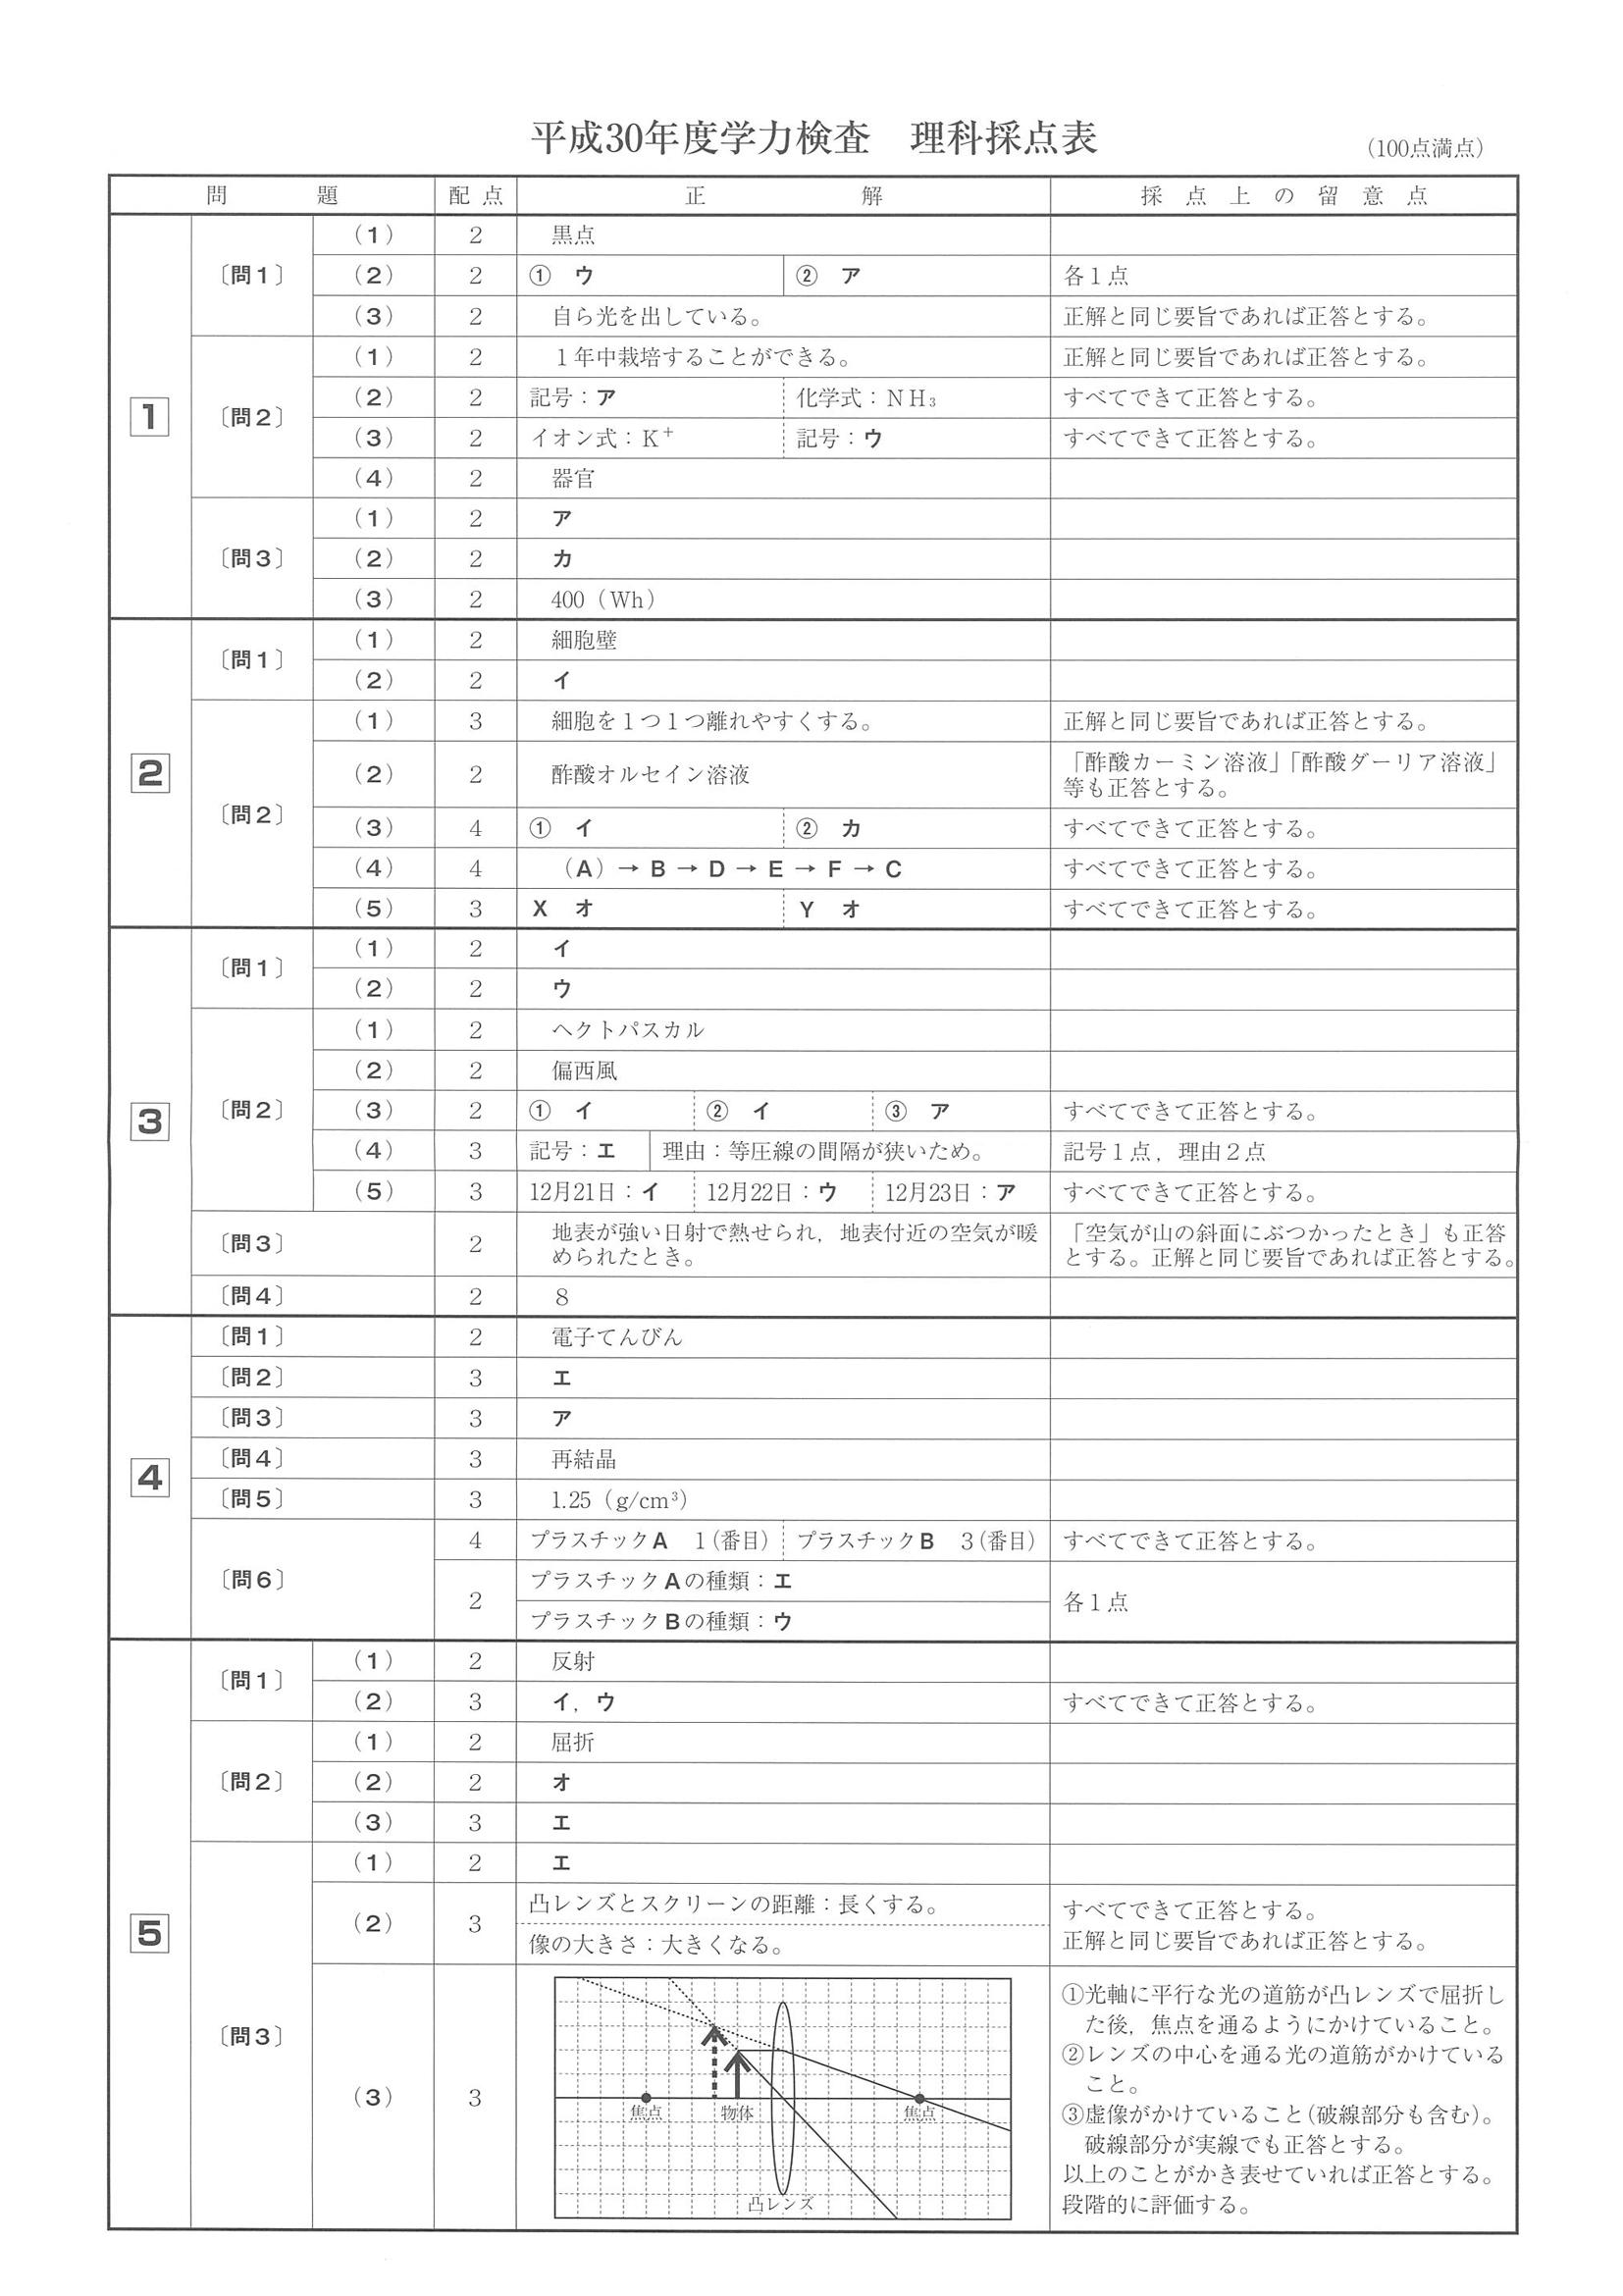 平成30年度学力検査　理科採点表
（100点満点）
問　題　配点　正　解　採点上の留意点
1
〔問1〕（1）　2　黒点
（2）　2　①　ウ　②　ア　各1点
（3）　2　自ら光を出している。　正解と同じ要旨であれば正答とする。
〔問2〕（1）　2　1年中栽培することができる。　正解と同じ要旨であれば正答とする。
（2）　2　記号：ア　化学式：NH₃　すべてできて正答とする。
（3）　2　イオン式：K⁺　記号：ウ　すべてできて正答とする。
（4）　2　器官
〔問3〕（1）　2　ア
（2）　2　カ
（3）　2　400（Wh）
2
〔問1〕（1）　2　細胞壁
（2）　2　イ
〔問2〕（1）　3　細胞を1つ1つ離れやすくする。　正解と同じ要旨であれば正答とする。
（2）　2　酢酸オルセイン溶液　「酢酸カーミン溶液」「酢酸ダーリア溶液」
等も正答とする。
（3）　4　①　イ　②　カ　すべてできて正答とする。
（4）　4　（A）→ B → D → E → F → C　すべてできて正答とする。
（5）　3　X　オ　Y　オ　すべてできて正答とする。
3
〔問1〕（1）　2　イ
（2）　2　ウ
〔問2〕（1）　2　ヘクトパスカル
（2）　2　偏西風
（3）　2　①　イ　②　イ　③　ア　すべてできて正答とする。
（4）　3　記号：エ　理由：等圧線の間隔が狭いため。　記号1点，理由2点
（5）　3　12月21日：イ　12月22日：ウ　12月23日：ア　すべてできて正答とする。
〔問3〕　2　地表が強い日射で熱せられ，地表付近の空気が暖
められたとき。
「空気が山の斜面にぶつかったとき」も正答
とする。正解と同じ要旨であれば正答とする。
〔問4〕　2　8
4
〔問1〕　2　電子てんびん
〔問2〕　3　エ
〔問3〕　3　ア
〔問4〕　3　再結晶
〔問5〕　3　1.25（g/cm³）
〔問6〕　4　プラスチックA　1（番目）　プラスチックB　3（番目）　すべてできて正答とする。
2　プラスチックAの種類：エ
プラスチックBの種類：ウ
各1点
5
〔問1〕（1）　2　反射
（2）　3　イ，ウ　すべてできて正答とする。
〔問2〕（1）　2　屈折
（2）　2　オ
（3）　3　エ
〔問3〕（1）　2　エ
（2）　3　凸レンズとスクリーンの距離：長くする。
像の大きさ：大きくなる。
すべてできて正答とする。
正解と同じ要旨であれば正答とする。
（3）　3
焦点　物体　焦点
凸レンズ
①光軸に平行な光の道筋が凸レンズで屈折し
た後，焦点を通るようにかけていること。
②レンズの中心を通る光の道筋がかけている
こと。
③虚像がかけていること（破線部分も含む）。
破線部分が実線でも正答とする。
以上のことがかき表せていれば正答とする。
段階的に評価する。